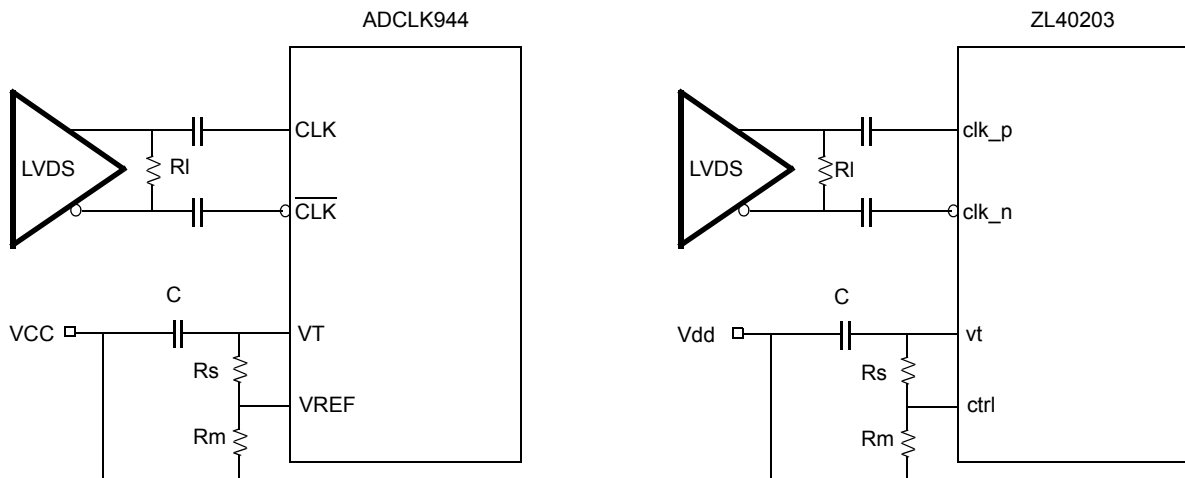 ADCLK944
LVDS
Rl
CLK
CLK
C
VCC
VT
Rs
VREF
Rm
ZL40203
LVDS
Rl
clk_p
clk_n
C
Vdd
vt
Rs
ctrl
Rm